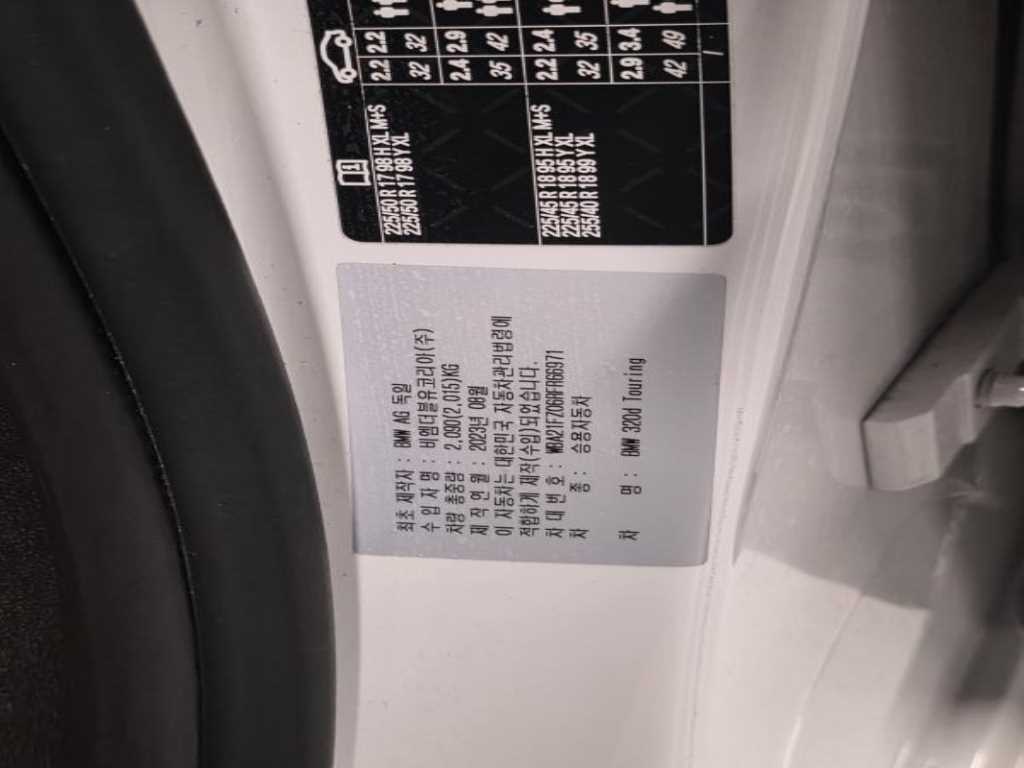 225/50 R 17 98 H XL M+S 2.2 2.2
225/50 R 17 98 Y XL 32 32
2.4 2.9
35 42
225/45 R 18 95 H XL M+S 2.2 2.4
225/45 R 18 95 Y XL 32 35
255/40 R 18 99 Y XL 2.9 3.4
42 49
/
최초 제작자 : BMW AG 독일
수 입 자 명 : 비엠더블유코리아(주)
차량 총중량 : 2,090(2,015)KG
제 작 연 월 : 2023년 08월
이 자동차는 대한민국 자동차관리법령에
적합하게 제작(수입)되었습니다.
차 대 번 호 : WBA21FZ06RFR66971
차 종 : 승용자동차
차 명 : BMW 320d Touring